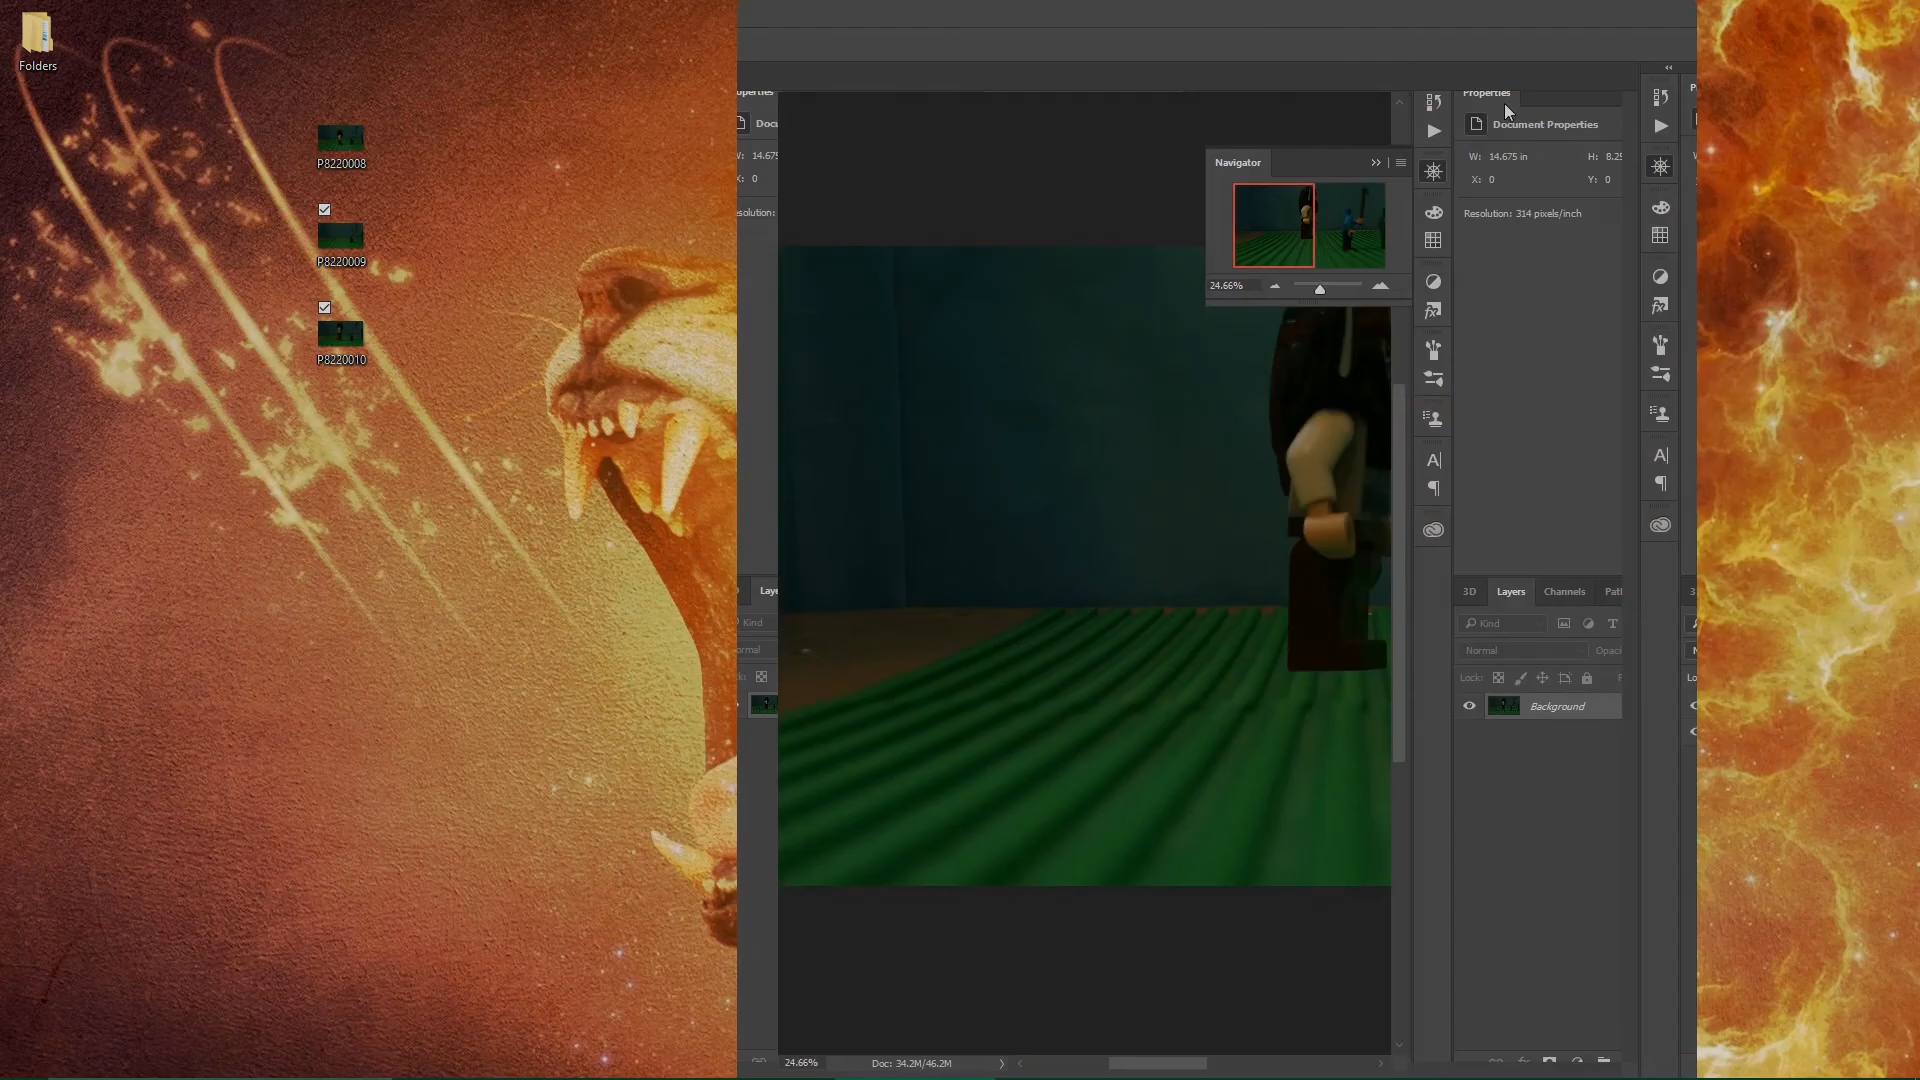 Folders
P8220008
P8220009
P8220010
Properties
Document Properties
W: 14.675 in
H: 8.25
X: 0
Y: 0
Resolution: 314 pixels/inch
Navigator
24.66%
3D
Layers
Channels
Kind
Normal
Lock:
Background
24.66%
Doc: 34.2M/46.2M